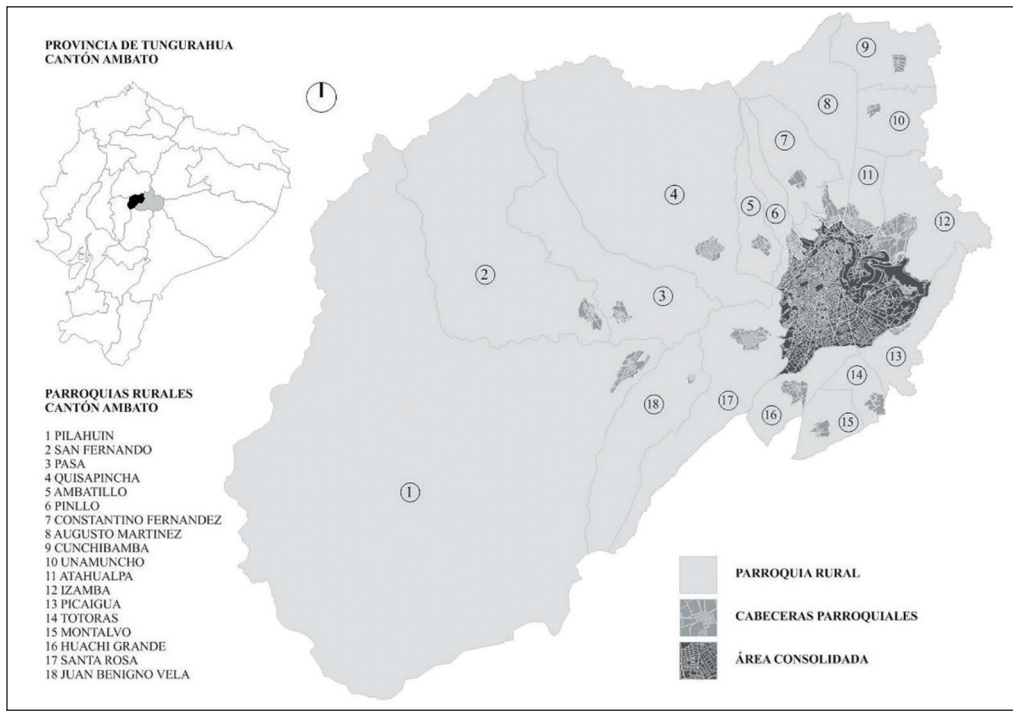 PROVINCIA DE TUNGURAHUA
CANTÓN AMBATO
PARROQUIAS RURALES
CANTÓN AMBATO
1 PILAHUIN
2 SAN FERNANDO
3 PASA
4 QUISAPINCHA
5 AMBATILLO
6 PINLLO
7 CONSTANTINO FERNANDEZ
8 AUGUSTO MARTINEZ
9 CUNCHIBAMBA
10 UNAMUNCHO
11 ATAHUALPA
12 IZAMBA
13 PICAIGUA
14 TOTORAS
15 MONTALVO
16 HUACHI GRANDE
17 SANTA ROSA
18 JUAN BENIGNO VELA
9
8
10
7
11
4
5
6
12
2
3
13
14
18
17
16
15
1
PARROQUIA RURAL
CABECERAS PARROQUIALES
ÁREA CONSOLIDADA